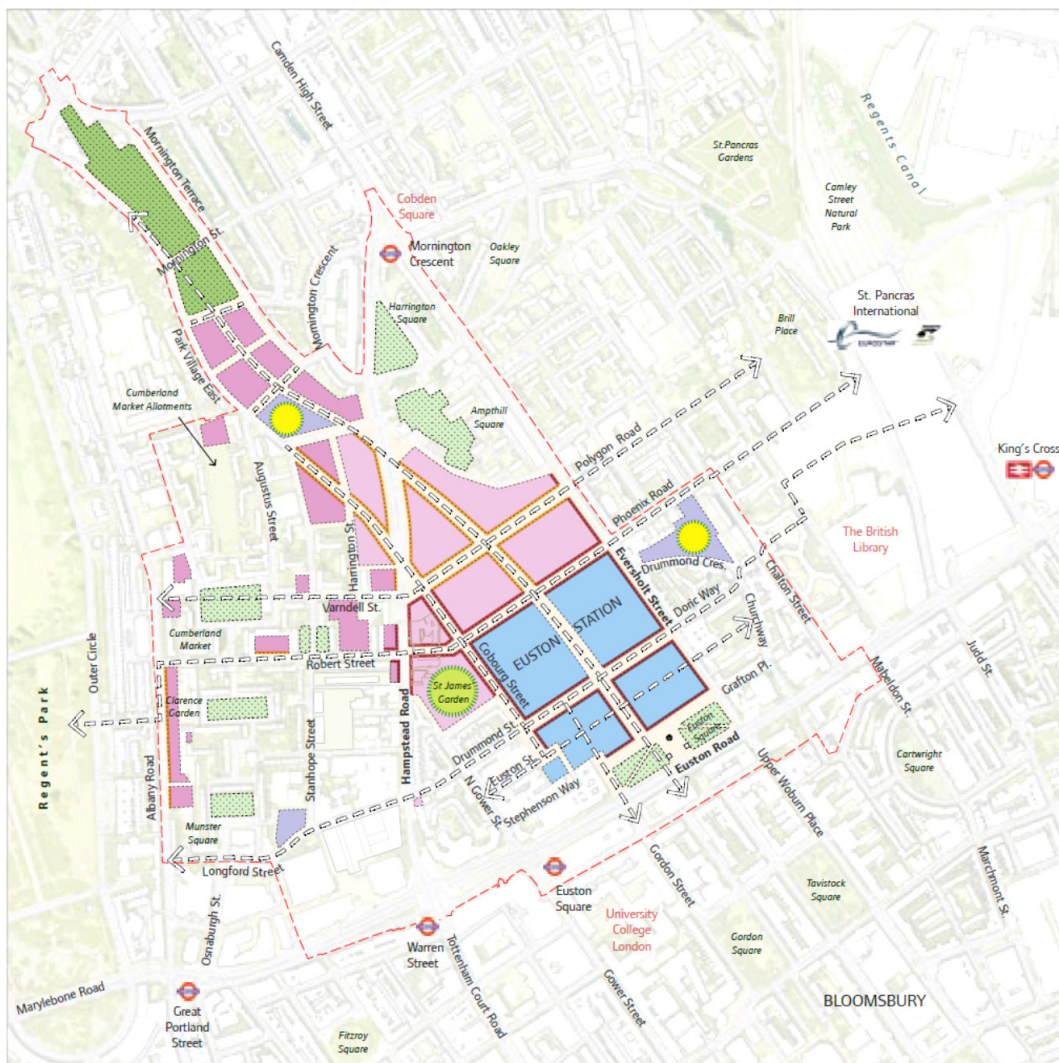 Camden High Street
Regents Canal
St.Pancras
Gardens
Mornington Terrace
Camley
Street
Natural
Park
Cobden
Square
Mornington St.
Mornington
Crescent
Oakley
Square
Mornington Crescent
St. Pancras
International
Harrington
Square
Brill
Place
EUROSTAR
Park Village East
Cumberland
Market Allotments
Ampthill
Square
Polygon Road
King's Cross
Augustus Street
Phoenix Road
Harrington St.
The British
Library
Drummond Cres.
Eversholt Street
Chalton Street
Doric Way
Churchway
Varndell St.
EUSTON STATION
Cumberland
Market
Outer Circle
Robert Street
Cobourg Street
Judd St.
Mabeldon St.
Grafton Pl.
Regent's Park
Clarence
Garden
St James
Garden
Hampstead Road
Stanhope Street
Drummond St.
Euston
Square
Euston Road
Cartwright
Square
Albany Road
Euston St.
N Gower St.
Stephenson Way
Upper Woburn Place
Munster
Square
Longford Street
Marchmont St.
Euston
Square
Gordon Street
Tavistock
Square
Osnaburgh St.
University
College
London
Warren
Street
Tottenham Court Road
Gordon
Square
Gower Street
Marylebone Road
Great
Portland
Street
BLOOMSBURY
Fitzroy
Square